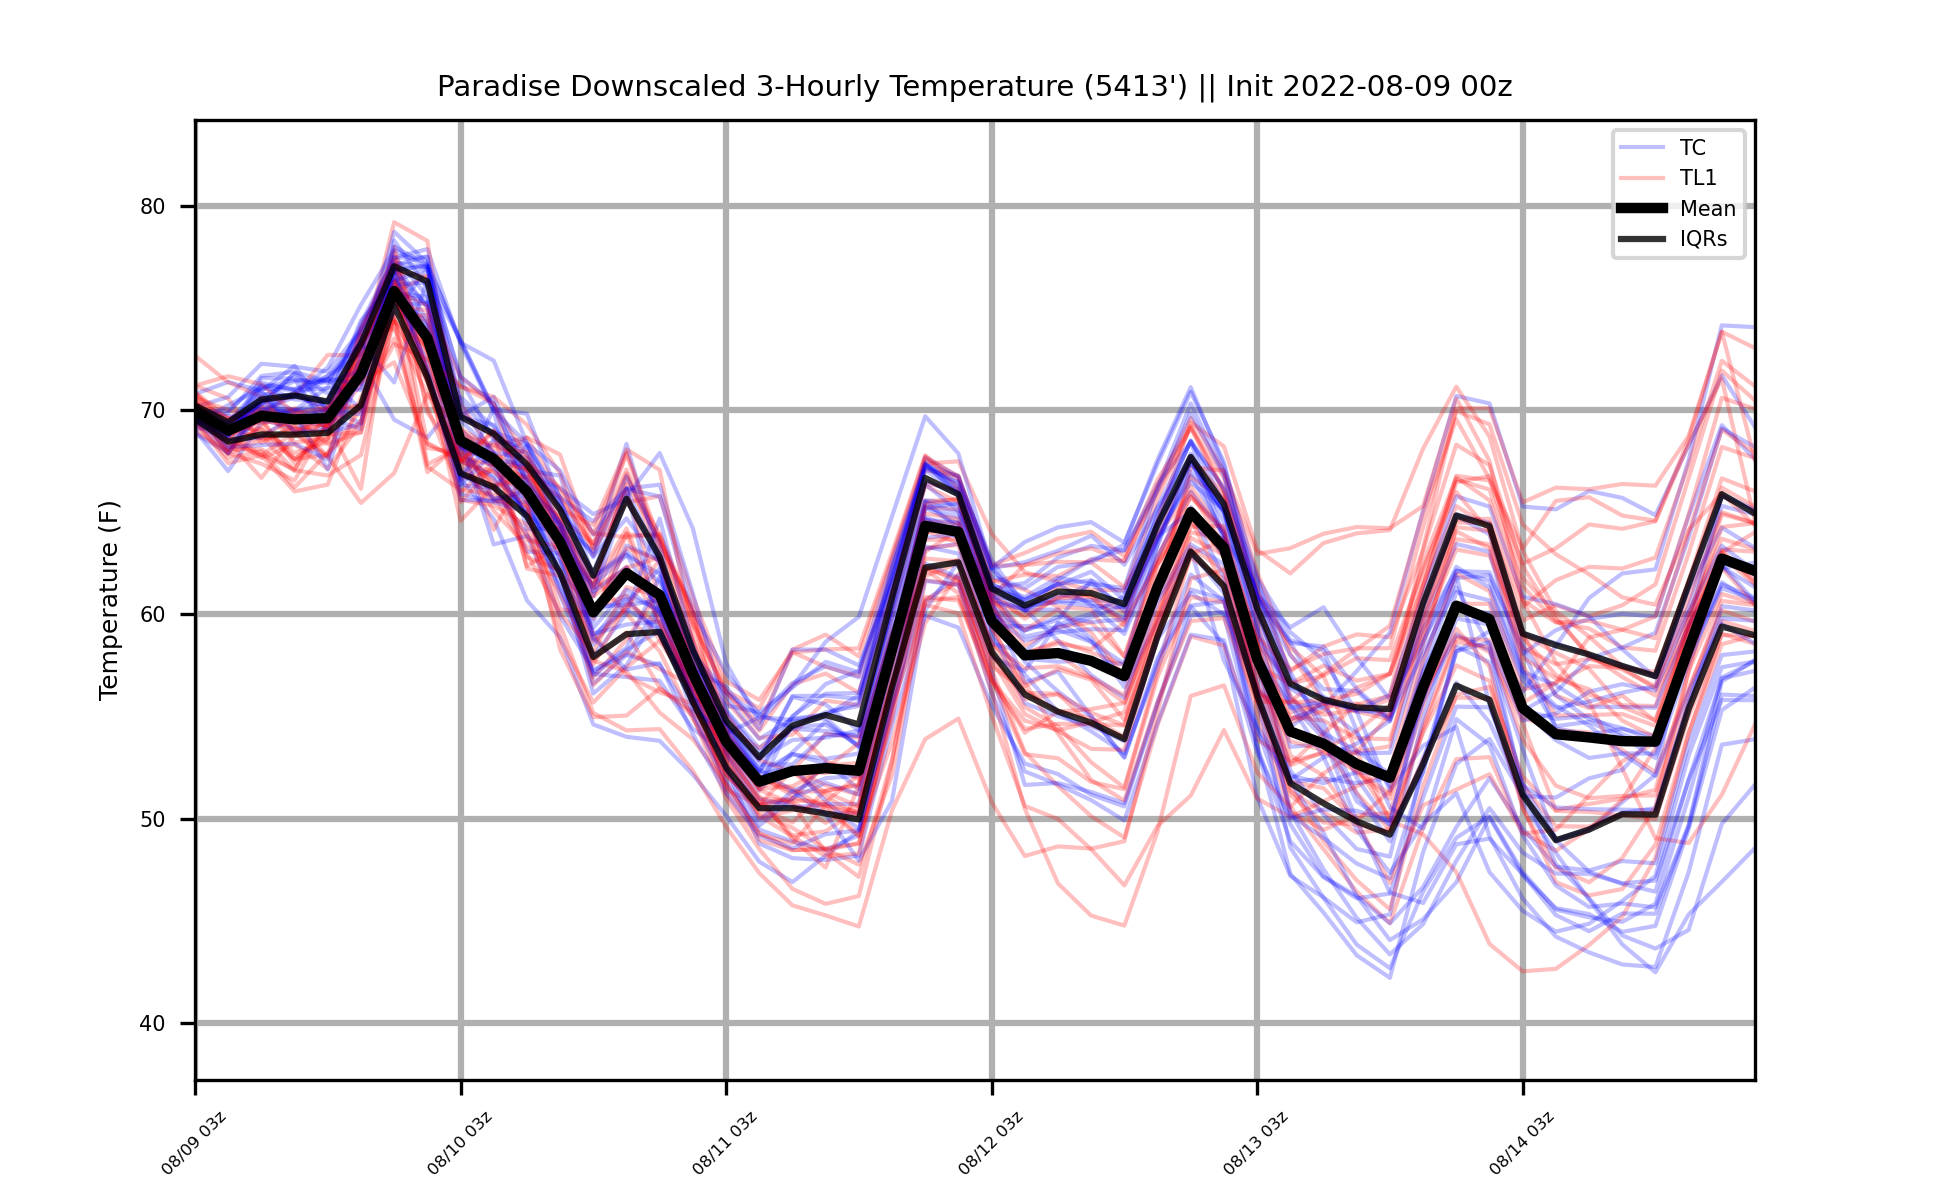 Paradise Downscaled 3-Hourly Temperature (5413') || Init 2022-08-09 00z
TC
TL1
Mean
IQRs
Temperature (F)
80
70
60
50
40
08/09 03z
08/10 03z
08/11 03z
08/12 03z
08/13 03z
08/14 03z